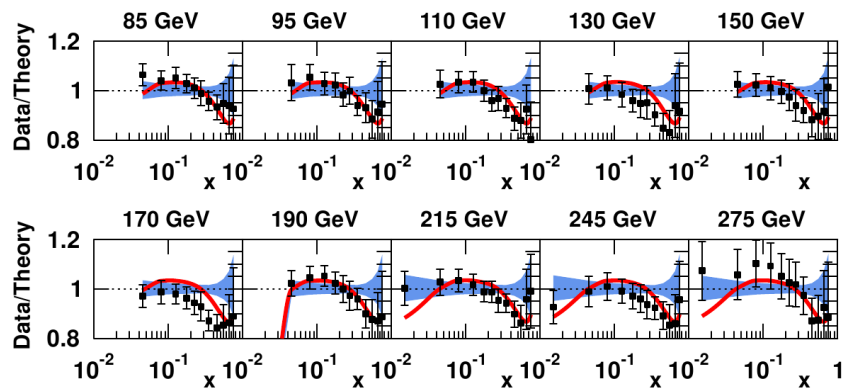 85 GeV 95 GeV 110 GeV 130 GeV 150 GeV
Data/Theory
1.2
1
0.8
10⁻² 10⁻¹ x 10⁻² 10⁻¹ x 10⁻² 10⁻¹ x 10⁻² 10⁻¹ x 10⁻² 10⁻¹ x 10⁻²
170 GeV 190 GeV 215 GeV 245 GeV 275 GeV
Data/Theory
1.2
1
0.8
10⁻² 10⁻¹ x 10⁻² 10⁻¹ x 10⁻² 10⁻¹ x 10⁻² 10⁻¹ x 10⁻² 10⁻¹ x 1